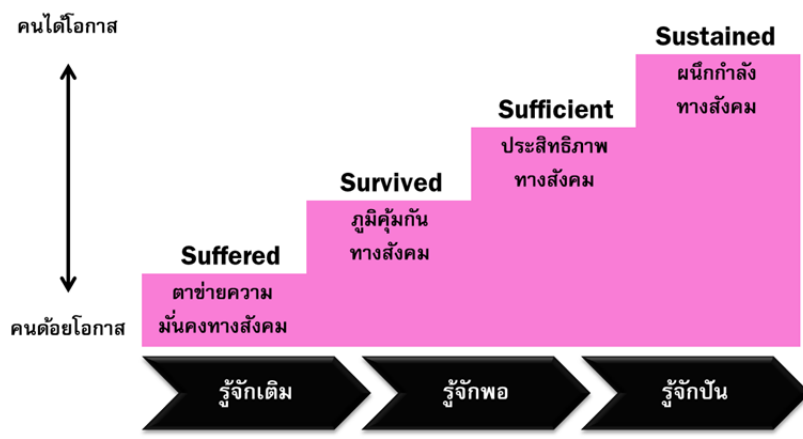 คนได้โอกาส
Sustained
ผนึกกำลัง
ทางสังคม
Sufficient
ประสิทธิภาพ
ทางสังคม
Survived
ภูมิคุ้มกัน
ทางสังคม
Suffered
ตาข่ายความ
มั่นคงทางสังคม
คนด้อยโอกาส
รู้จักเติม
รู้จักพอ
รู้จักปัน